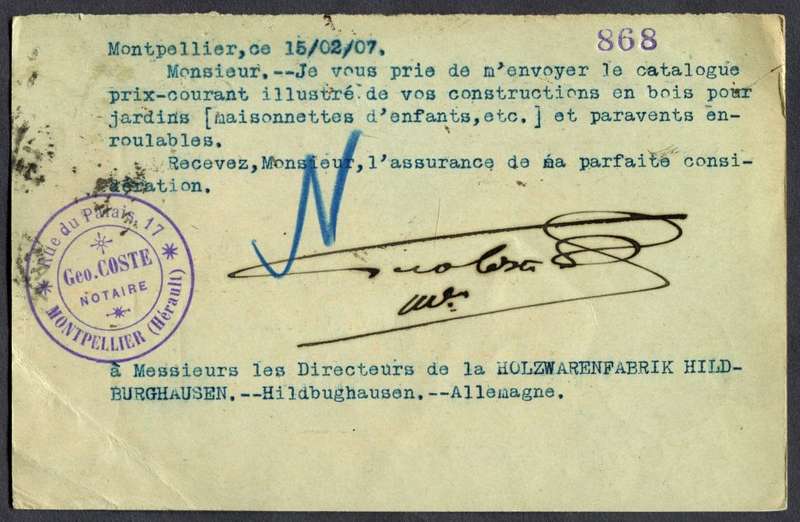 Montpellier,ce 15/02/07.
868
Monsieur.--Je vous prie de m'envoyer le catalogue
prix-courant illustré de vos constructions en bois pour
jardins [maisonnettes d'enfants,etc.] et paravents en-
roulables.
Recevez,Monsieur,l'assurance de ma parfaite consi-
dération.
N
Rue du Palais, 17
Geo. COSTE
NOTAIRE
MONTPELLIER (Hérault)
à Messieurs les Directeurs de la HOLZWARENFABRIK HILD-
BURGHAUSEN.--Hildbughausen.--Allemagne.